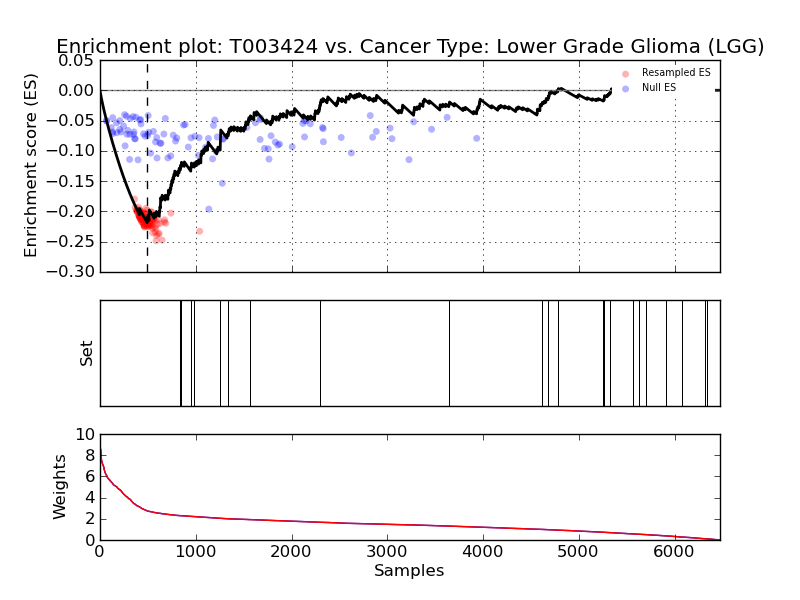 Enrichment plot: T003424 vs. Cancer Type: Lower Grade Glioma (LGG)
0.05
0.00
−0.05
−0.10
−0.15
−0.20
−0.25
−0.30
Enrichment score (ES)
Resampled ES
Null ES
Set
10
8
6
4
2
0
Weights
0 1000 2000 3000 4000 5000 6000
Samples